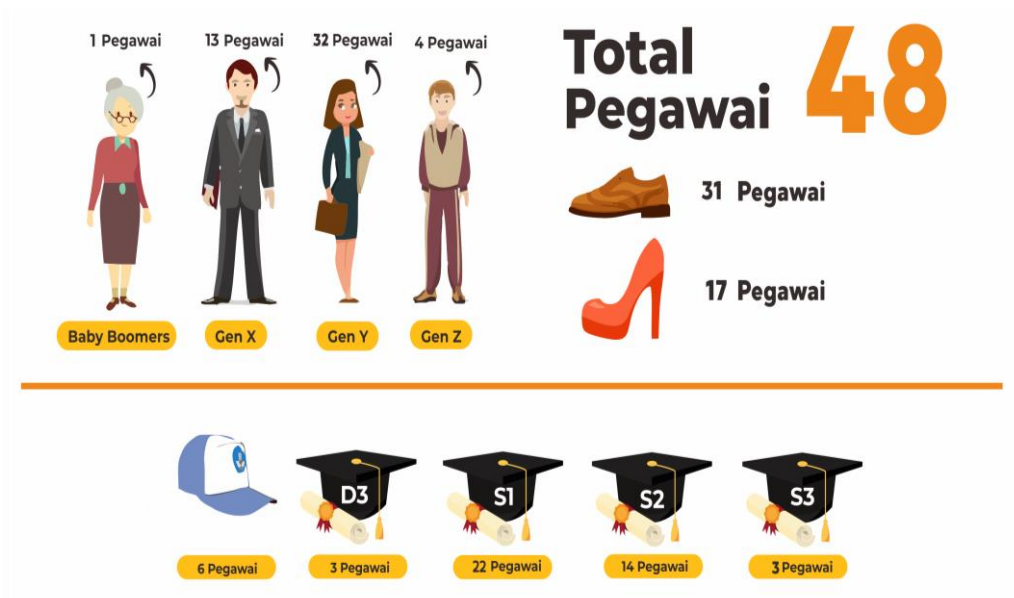 1 Pegawai
13 Pegawai
32 Pegawai
4 Pegawai
Baby Boomers
Gen X
Gen Y
Gen Z
Total
Pegawai
48
31 Pegawai
17 Pegawai
D3
S1
S2
S3
6 Pegawai
3 Pegawai
22 Pegawai
14 Pegawai
3 Pegawai